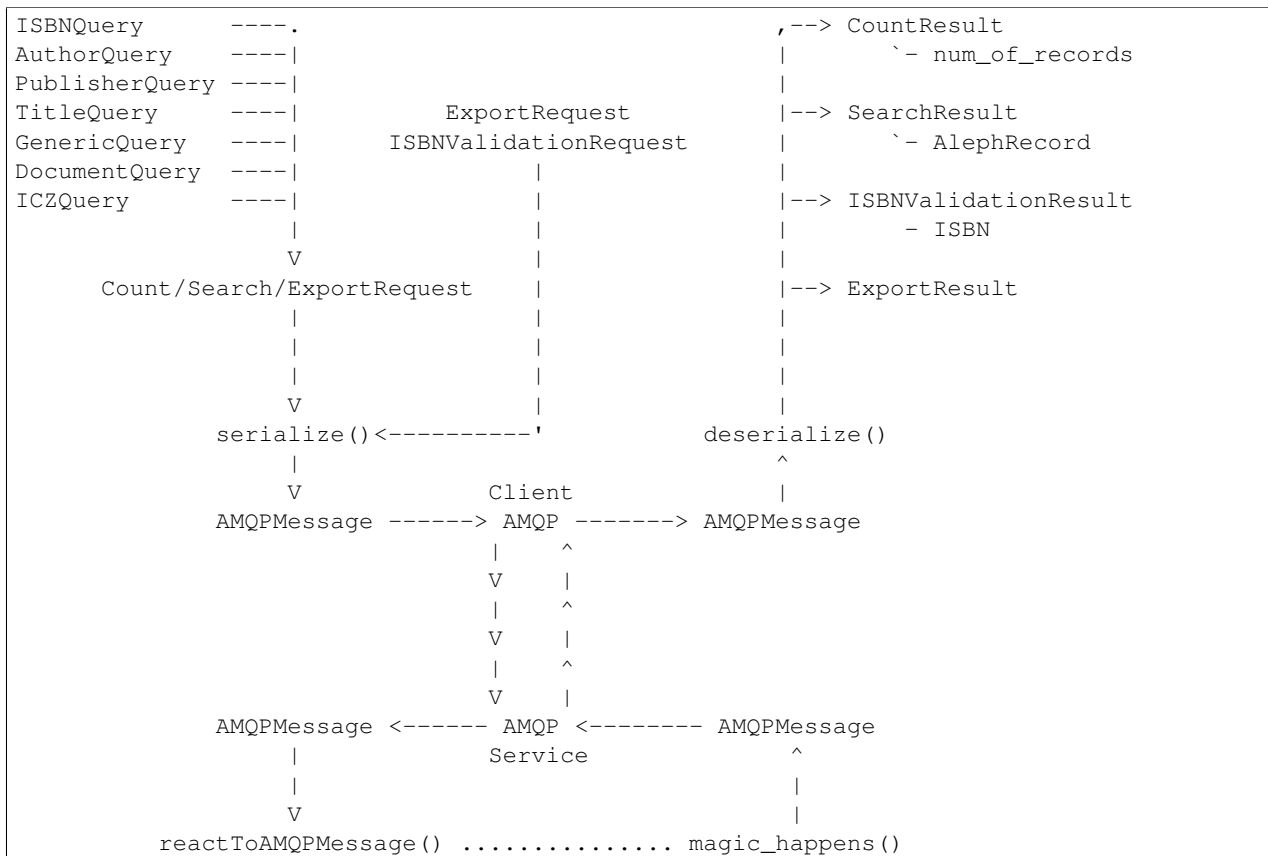 ISBNQuery       ----.                                  ,--> CountResult
AuthorQuery     ----|                                  |       `- num_of_records
PublisherQuery  ----|                                  |
TitleQuery      ----|          ExportRequest           |--> SearchResult
GenericQuery    ----|      ISBNValidationRequest       |       `- AlephRecord
DocumentQuery   ----|                |                 |
ICZQuery        ----|                |                 |--> ISBNValidationResult
                    |                |                 |        - ISBN
                    V                |                 |
      Count/Search/ExportRequest     |                 |--> ExportResult
                    |                |                 |
                    |                |                 |
                    |                |                 |
                    V                |                 |
              serialize()<----------'            deserialize()
                    |                                  ^
                    V             Client               |
              AMQPMessage ------> AMQP -------> AMQPMessage
                                  |    ^
                                  V    |
                                  |    ^
                                  V    |
                                  |    ^
                                  V    |
              AMQPMessage <------ AMQP <-------- AMQPMessage
                    |             Service               ^
                    |                                   |
                    V                                   |
          reactToAMQPMessage() ............... magic_happens()